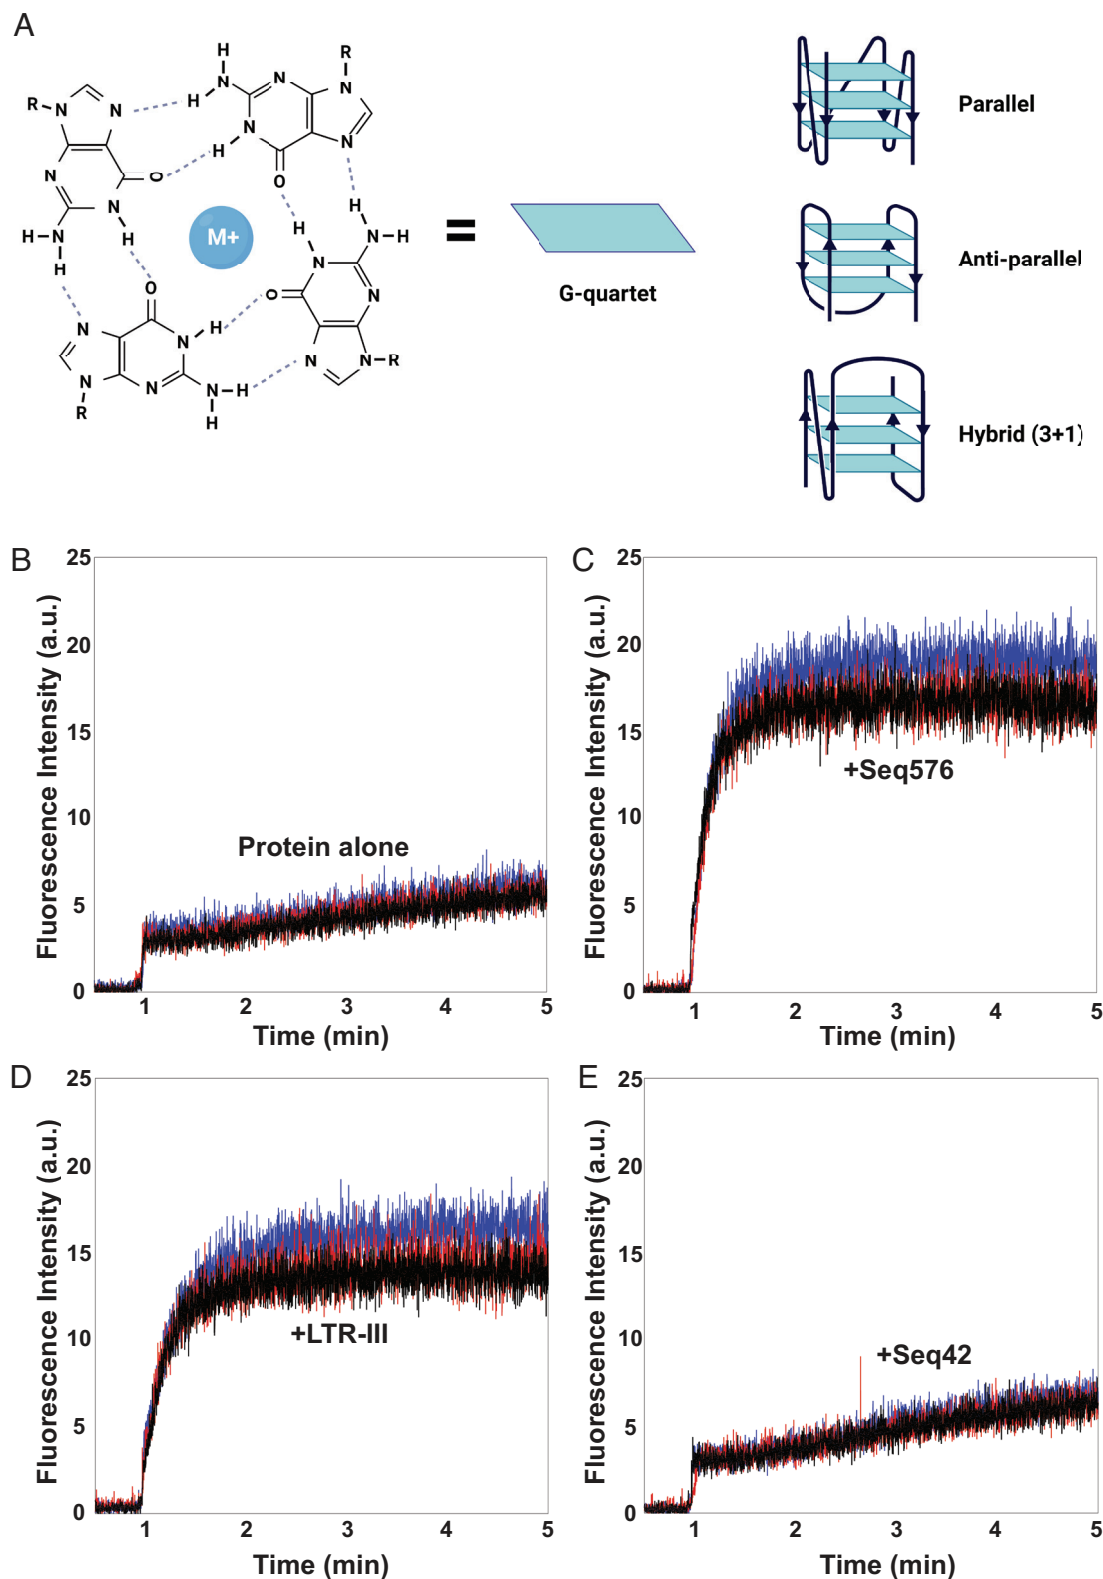 A
H
N
H
N
N
R
N
R
N
N
H
N
H
N
O
N
O
H
N
N
H
H
H
H
N
H
M+
=
G-quartet
H
N
N
O
O
N
N
H
N
N
N
R
N
N
H
H
R
Parallel
Anti-parallel
Hybrid (3+1)
B
Fluorescence Intensity (a.u.)
25
20
15
10
5
0
Protein alone
1 2 3 4 5
Time (min)
C
Fluorescence Intensity (a.u.)
25
20
15
10
5
0
+Seq576
1 2 3 4 5
Time (min)
D
Fluorescence Intensity (a.u.)
25
20
15
10
5
0
+LTR-III
1 2 3 4 5
Time (min)
E
Fluorescence Intensity (a.u.)
25
20
15
10
5
0
+Seq42
1 2 3 4 5
Time (min)